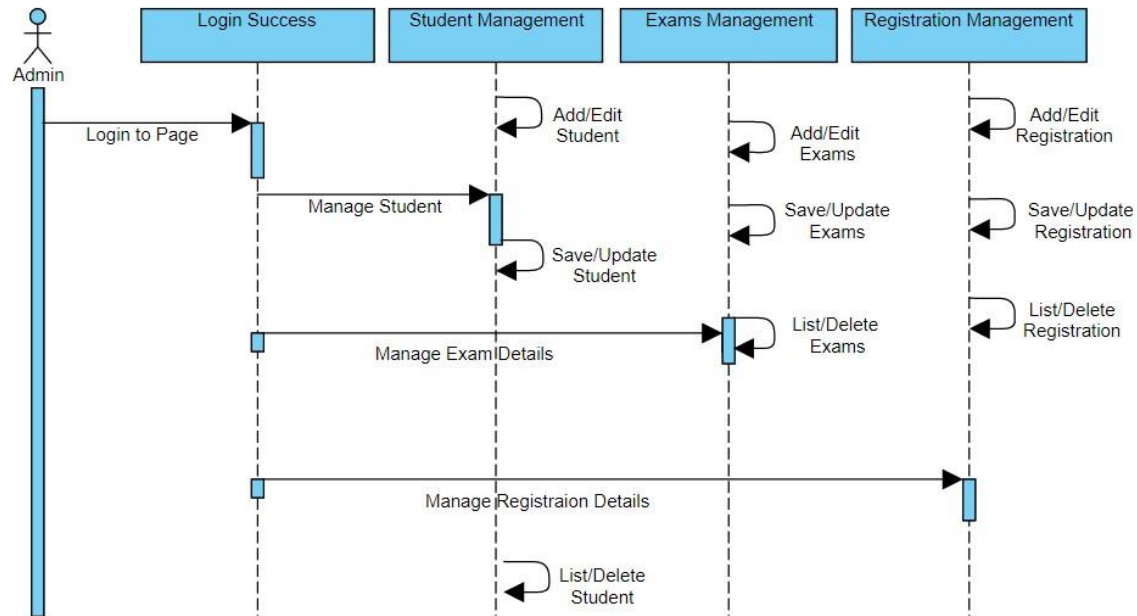 Login Success
Student Management
Exams Management
Registration Management
Admin
Add/Edit
Student
Add/Edit
Registration
Login to Page
Add/Edit
Exams
Manage Student
Save/Update
Exams
Save/Update
Registration
Save/Update
Student
List/Delete
Registration
List/Delete
Exams
Manage Exam Details
Manage Registraion Details
List/Delete
Student